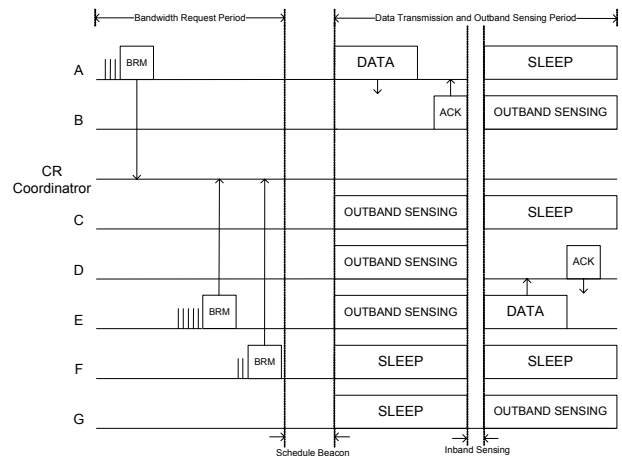 Bandwidth Request Period
Data Transmission and Outband Sensing Period
A
BRM
DATA
SLEEP
B
ACK
OUTBAND SENSING
CR
Coordinatror
C
OUTBAND SENSING
SLEEP
D
OUTBAND SENSING
ACK
E
BRM
OUTBAND SENSING
DATA
F
BRM
SLEEP
SLEEP
G
SLEEP
OUTBAND SENSING
Schedule Beacon
Inband Sensing